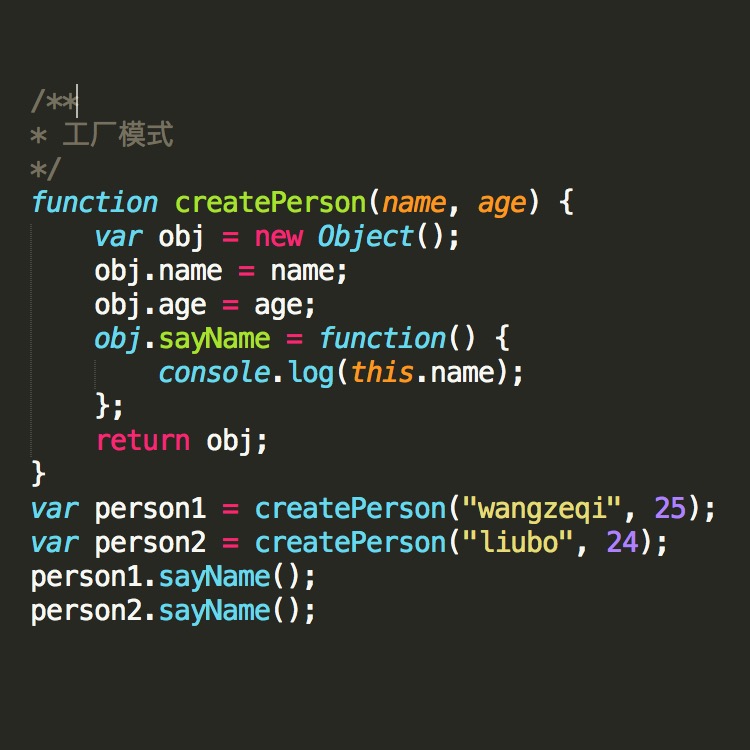 /**
* 工厂模式
*/
function createPerson(name, age) {
    var obj = new Object();
    obj.name = name;
    obj.age = age;
    obj.sayName = function() {
        console.log(this.name);
    };
    return obj;
}
var person1 = createPerson("wangzeqi", 25);
var person2 = createPerson("liubo", 24);
person1.sayName();
person2.sayName();